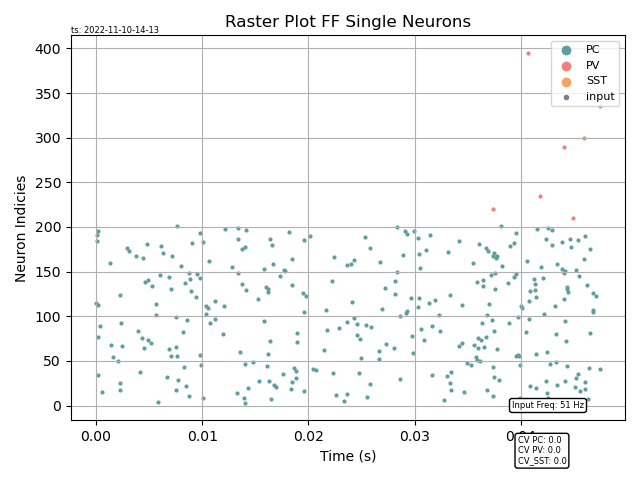 Raster Plot FF Single Neurons
ts: 2022-11-10-14-13
400
350
300
250
200
150
100
50
0
Neuron Indicies
PC
PV
SST
input
Input Freq: 51 Hz
0.00
0.01
0.02
0.03
0.04
Time (s)
CV PC: 0.0
CV PV: 0.0
CV_SST: 0.0